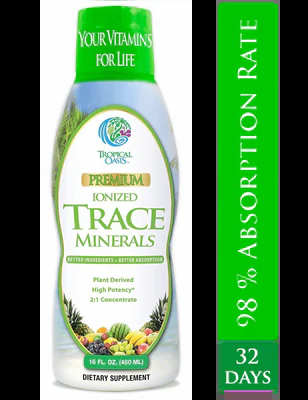 YOUR VITAMINS
FOR LIFE
TROPICAL
OASIS
PREMIUM
IONIZED
TRACE
MINERALS
BETTER INGREDIENTS = BETTER ABSORPTION
Plant Derived
High Potency*
2:1 Concentrate
16 FL. OZ. (480 ML)
DIETARY SUPPLEMENT
98 % ABSORPTION RATE
32
DAYS